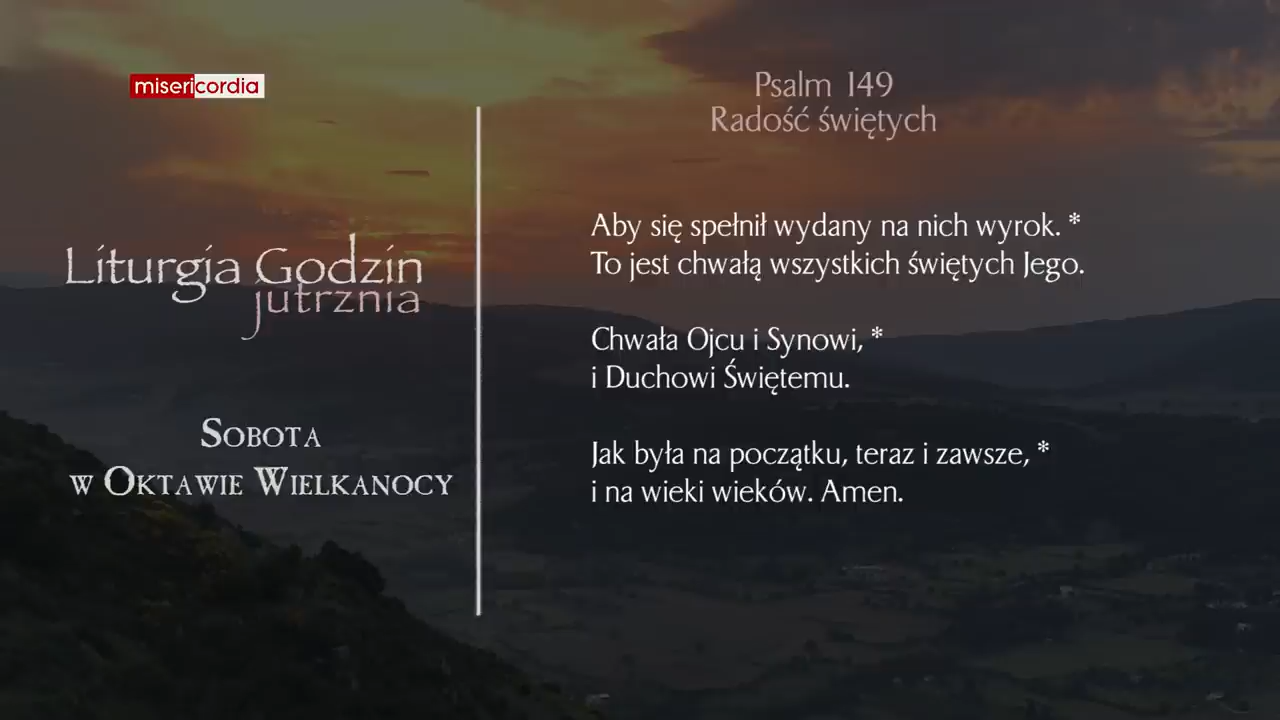 misericordia
Liturgia Godzin
jutrznia
Sobota
w Oktawie Wielkanocy
Psalm 149
Radość świętych
Aby się spełnił wydany na nich wyrok. *
To jest chwałą wszystkich świętych Jego.
Chwała Ojcu i Synowi, *
i Duchowi Świętemu.
Jak była na początku, teraz i zawsze, *
i na wieki wieków. Amen.